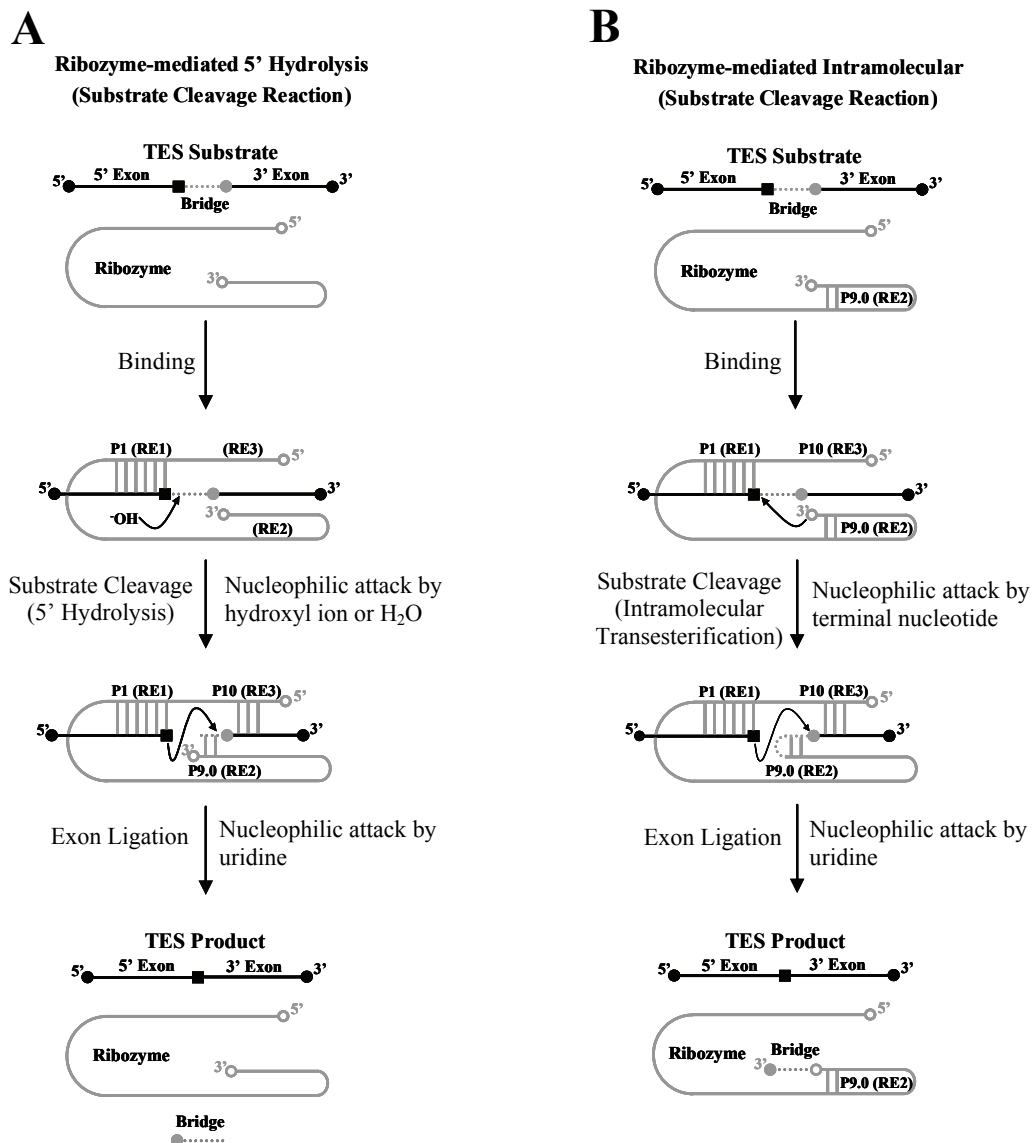 A
Ribozyme-mediated 5' Hydrolysis
(Substrate Cleavage Reaction)
TES Substrate
5' 5' Exon 3' Exon 3'
Bridge
5'
Ribozyme
3'
Binding
P1 (RE1) (RE3)
5'
5' 3'
-OH 3'
(RE2)
Substrate Cleavage
(5' Hydrolysis)
Nucleophilic attack by
hydroxyl ion or H₂O
P1 (RE1) P10 (RE3)
5'
5' 3'
3'
P9.0 (RE2)
Exon Ligation
Nucleophilic attack by
uridine
TES Product
5' 5' Exon 3' Exon 3'
5'
Ribozyme
3'
Bridge
B
Ribozyme-mediated Intramolecular
(Substrate Cleavage Reaction)
TES Substrate
5' 5' Exon 3' Exon 3'
Bridge
5'
Ribozyme
3'
P9.0 (RE2)
Binding
P1 (RE1) P10 (RE3)
5'
5' 3'
3'
P9.0 (RE2)
Substrate Cleavage
(Intramolecular
Transesterification)
Nucleophilic attack by
terminal nucleotide
P1 (RE1) P10 (RE3)
5'
5' 3'
P9.0 (RE2)
Exon Ligation
Nucleophilic attack by
uridine
TES Product
5' 5' Exon 3' Exon 3'
5'
Ribozyme Bridge
3'
P9.0 (RE2)